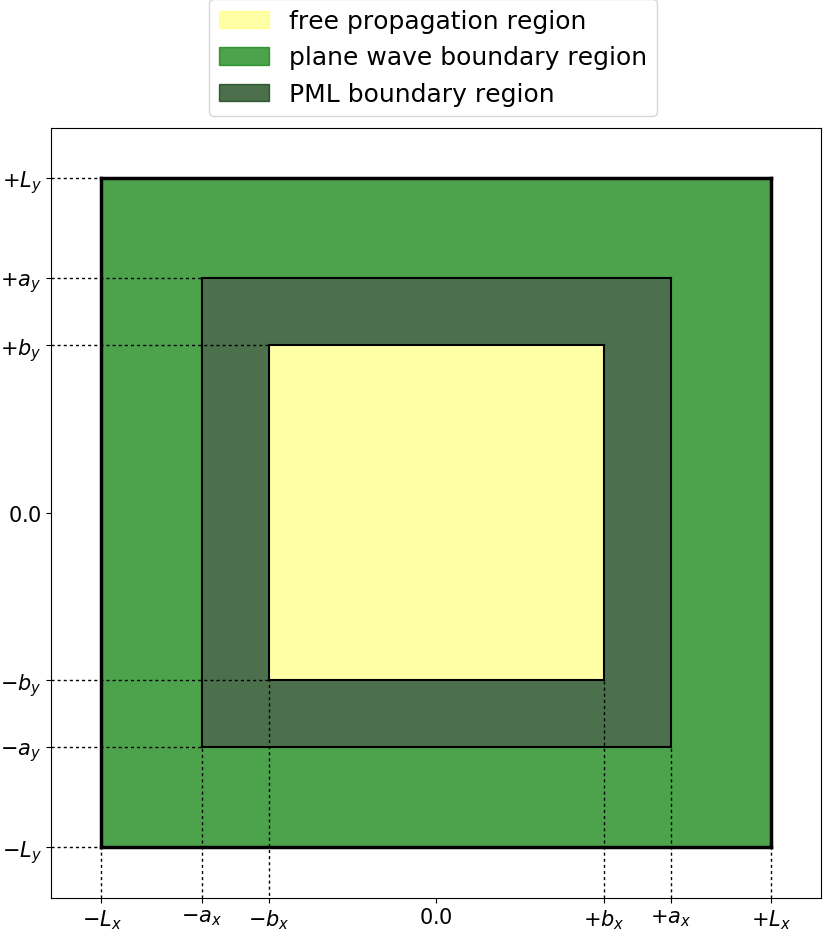 free propagation region
plane wave boundary region
PML boundary region
+L_y
+a_y
+b_y
0.0
−b_y
−a_y
−L_y
−L_x −a_x −b_x 0.0 +b_x +a_x +L_x